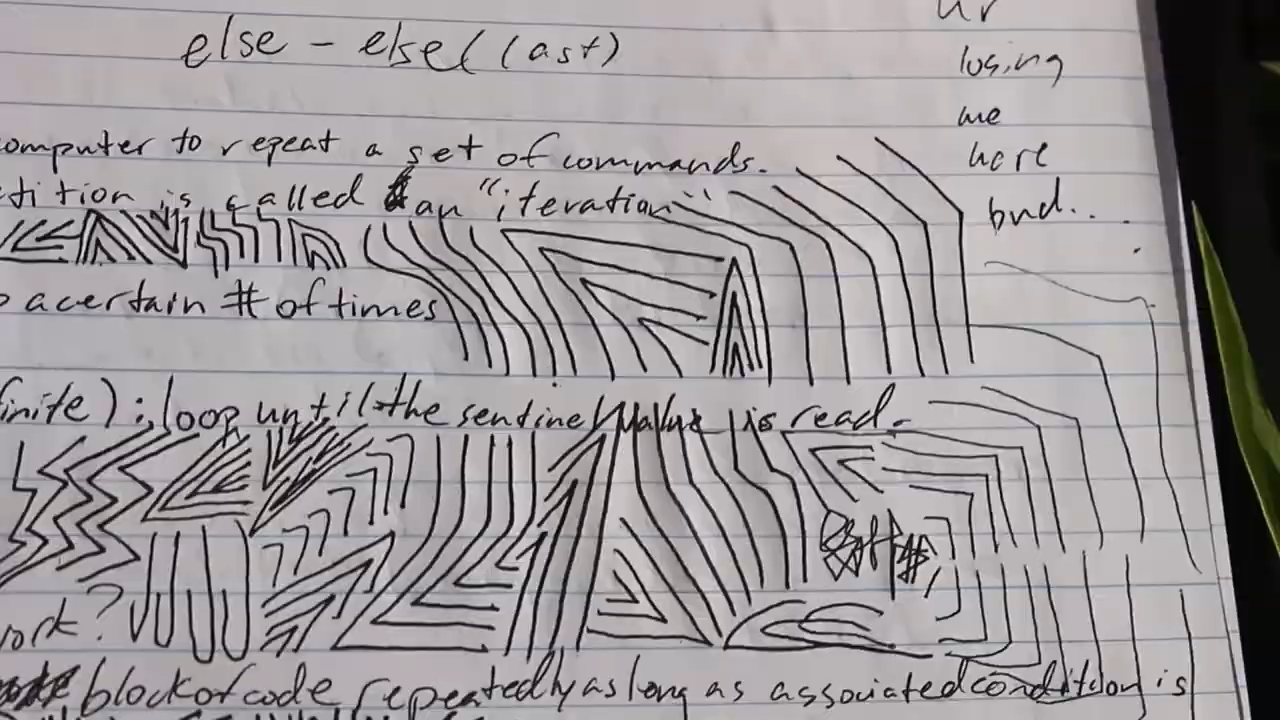 else - else (last)
ur
losing
me
here
bud...
computer to repeat a set of commands.
tition is called an "iteration"
a certain # of times
finite) ; loop until the sentinel value is read.
work?
block of code repeatedly as long as associated condition is